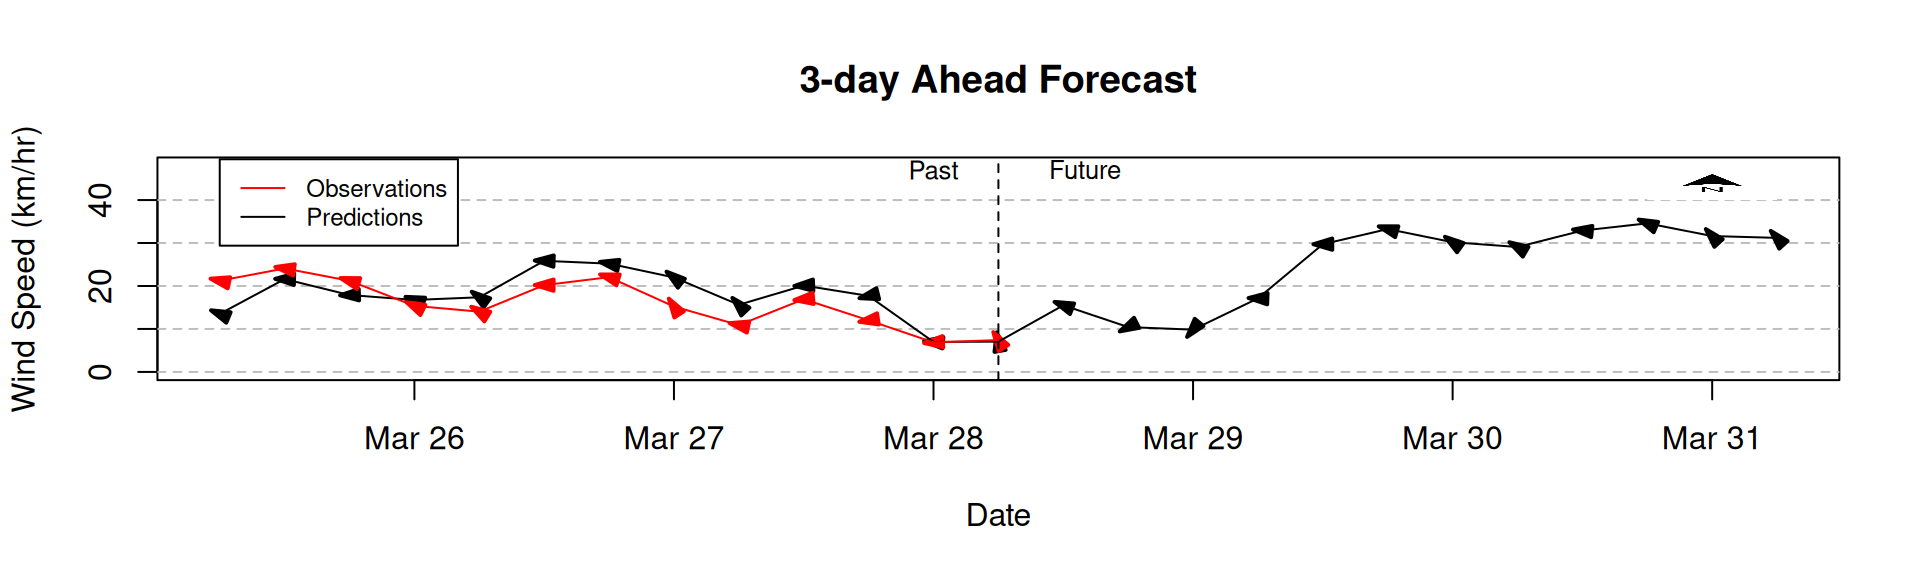 3-day Ahead Forecast
Past
Future
Observations
Predictions
N
Wind Speed (km/hr)
40
20
0
Mar 26
Mar 27
Mar 28
Mar 29
Mar 30
Mar 31
Date